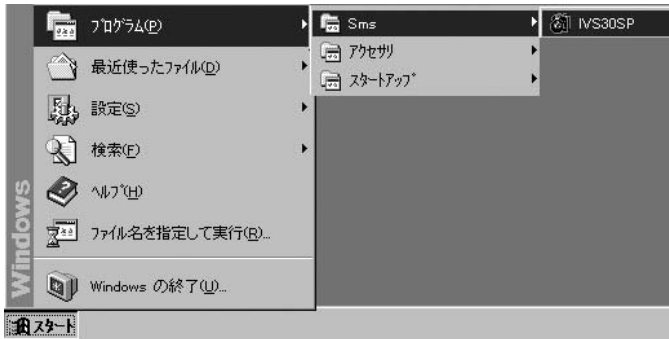 プログラム(P)
最近使ったファイル(D)
設定(S)
検索(F)
ヘルプ(H)
ファイル名を指定して実行(R)...
Windows の終了(U)...
Windows
スタート
Sms
アクセサリ
スタートアップ
IVS30SP